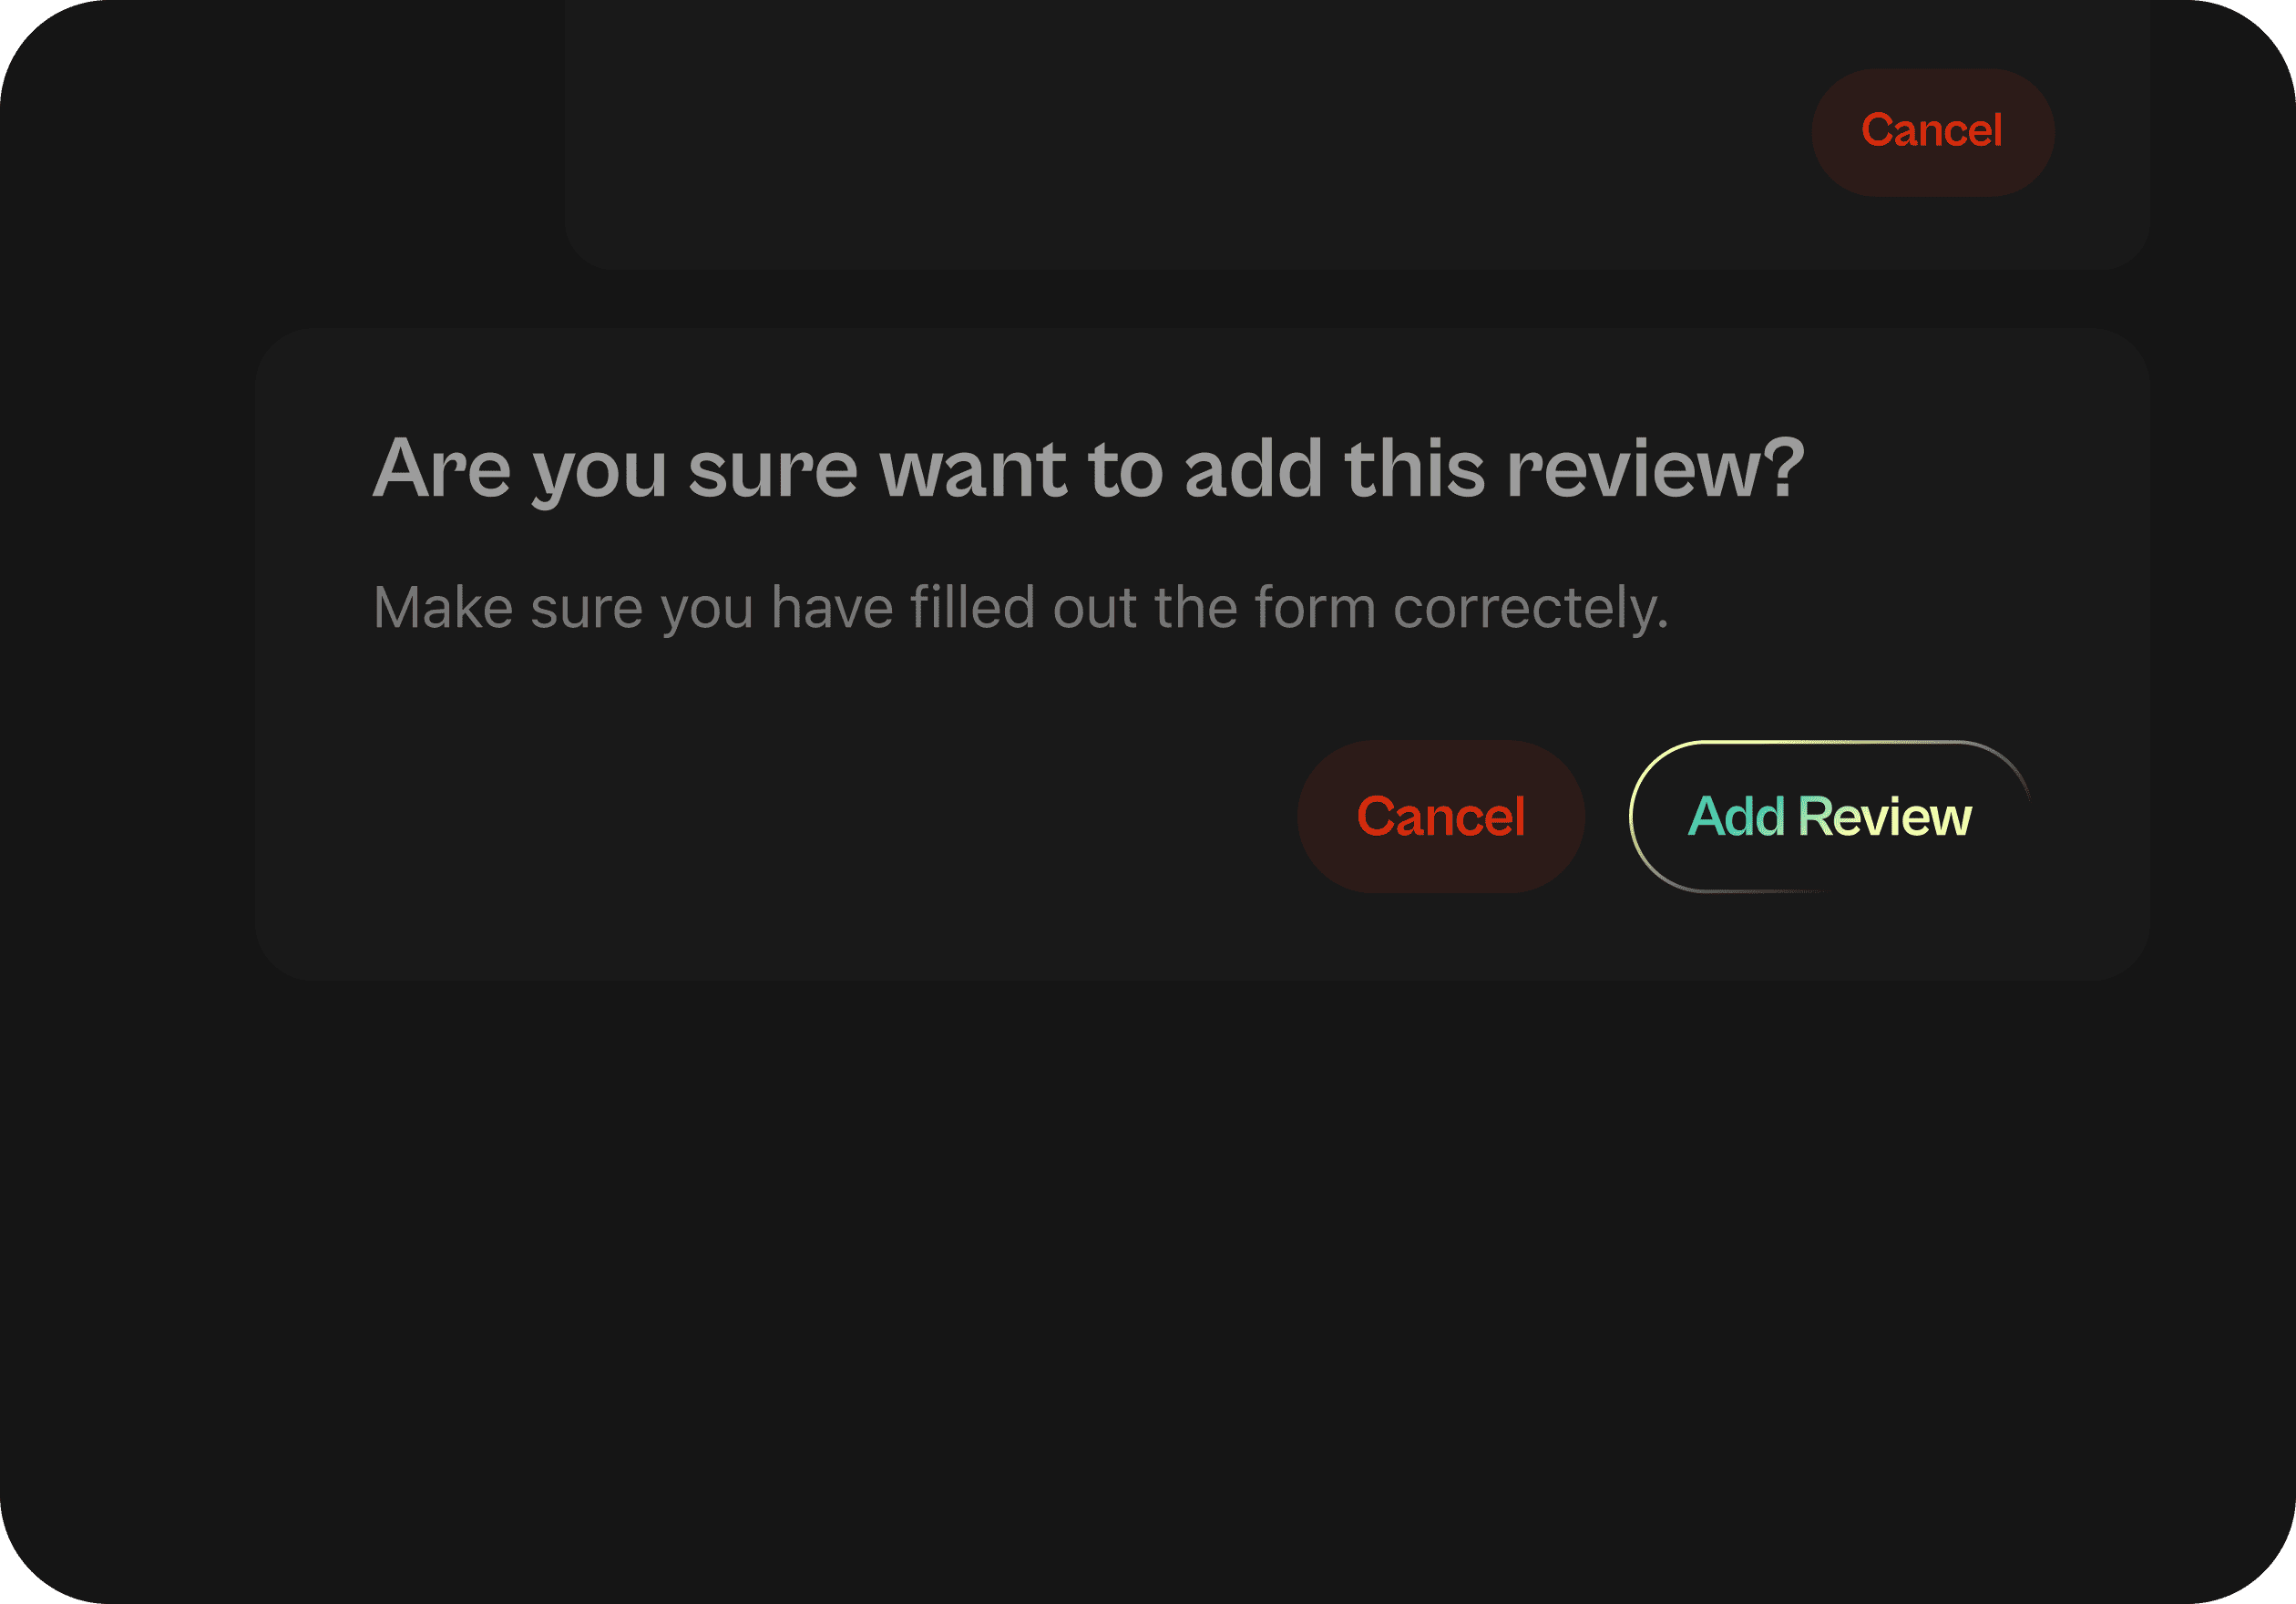 Cancel
Are you sure want to add this review?
Make sure you have filled out the form correctely.
Cancel
Add Review